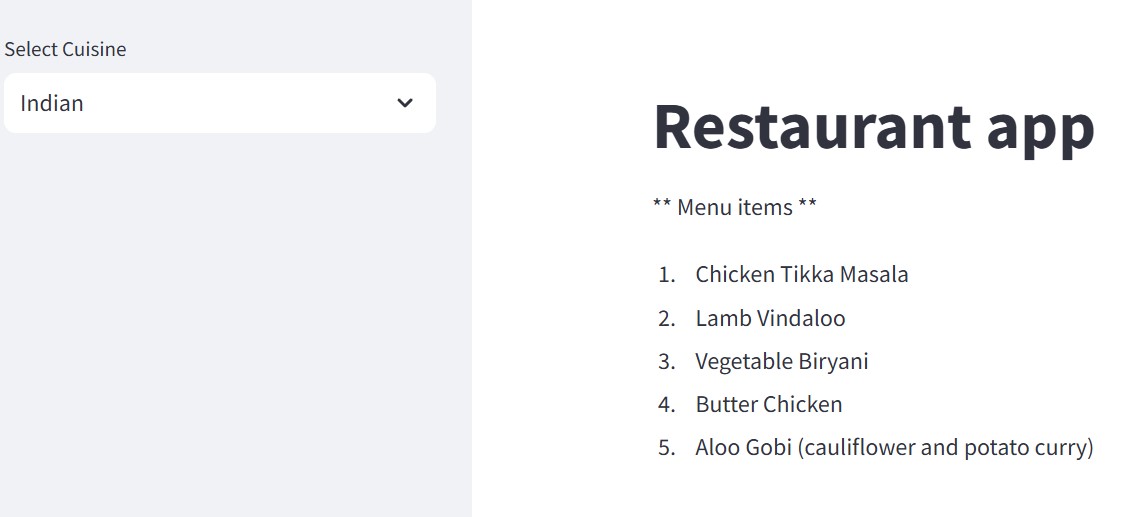 Select Cuisine
Indian
Restaurant app
** Menu items **
1. Chicken Tikka Masala
2. Lamb Vindaloo
3. Vegetable Biryani
4. Butter Chicken
5. Aloo Gobi (cauliflower and potato curry)